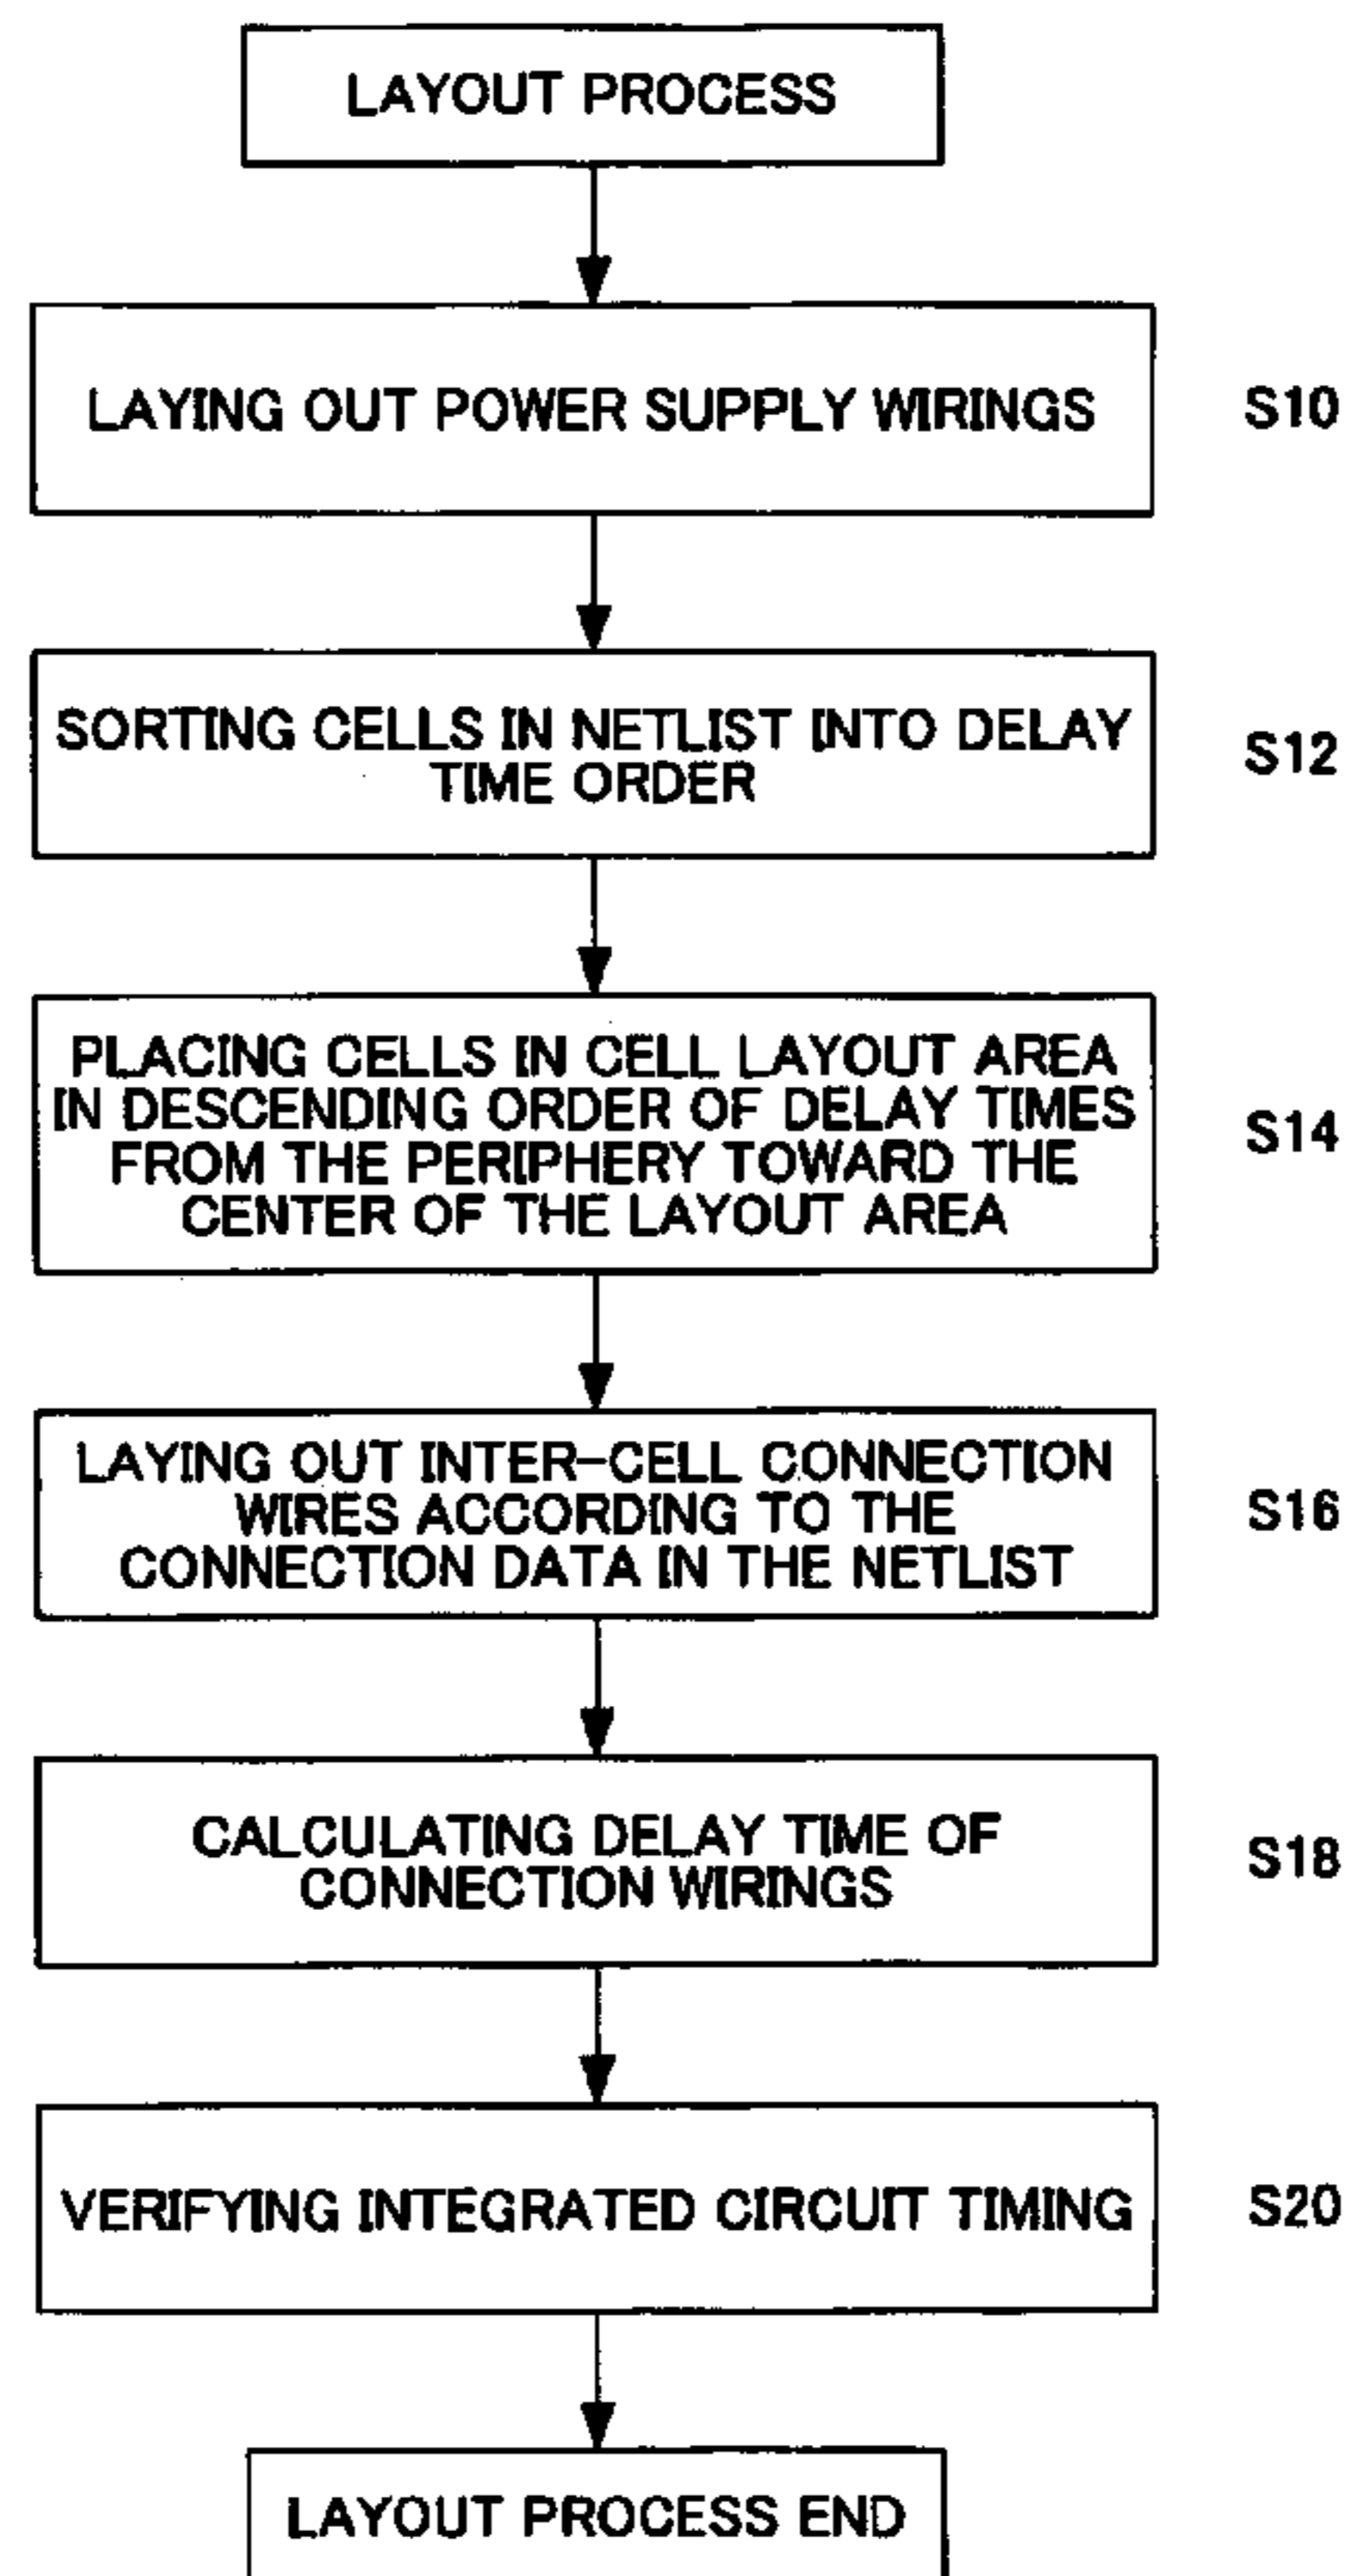 LAYOUT PROCESS
LAYING OUT POWER SUPPLY WIRINGS
S10
SORTING CELLS IN NETLIST INTO DELAY
TIME ORDER
S12
PLACING CELLS IN CELL LAYOUT AREA
IN DESCENDING ORDER OF DELAY TIMES
FROM THE PERIPHERY TOWARD THE
CENTER OF THE LAYOUT AREA
S14
LAYING OUT INTER-CELL CONNECTION
WIRES ACCORDING TO THE
CONNECTION DATA IN THE NETLIST
S16
CALCULATING DELAY TIME OF
CONNECTION WIRINGS
S18
VERIFYING INTEGRATED CIRCUIT TIMING
S20
LAYOUT PROCESS END